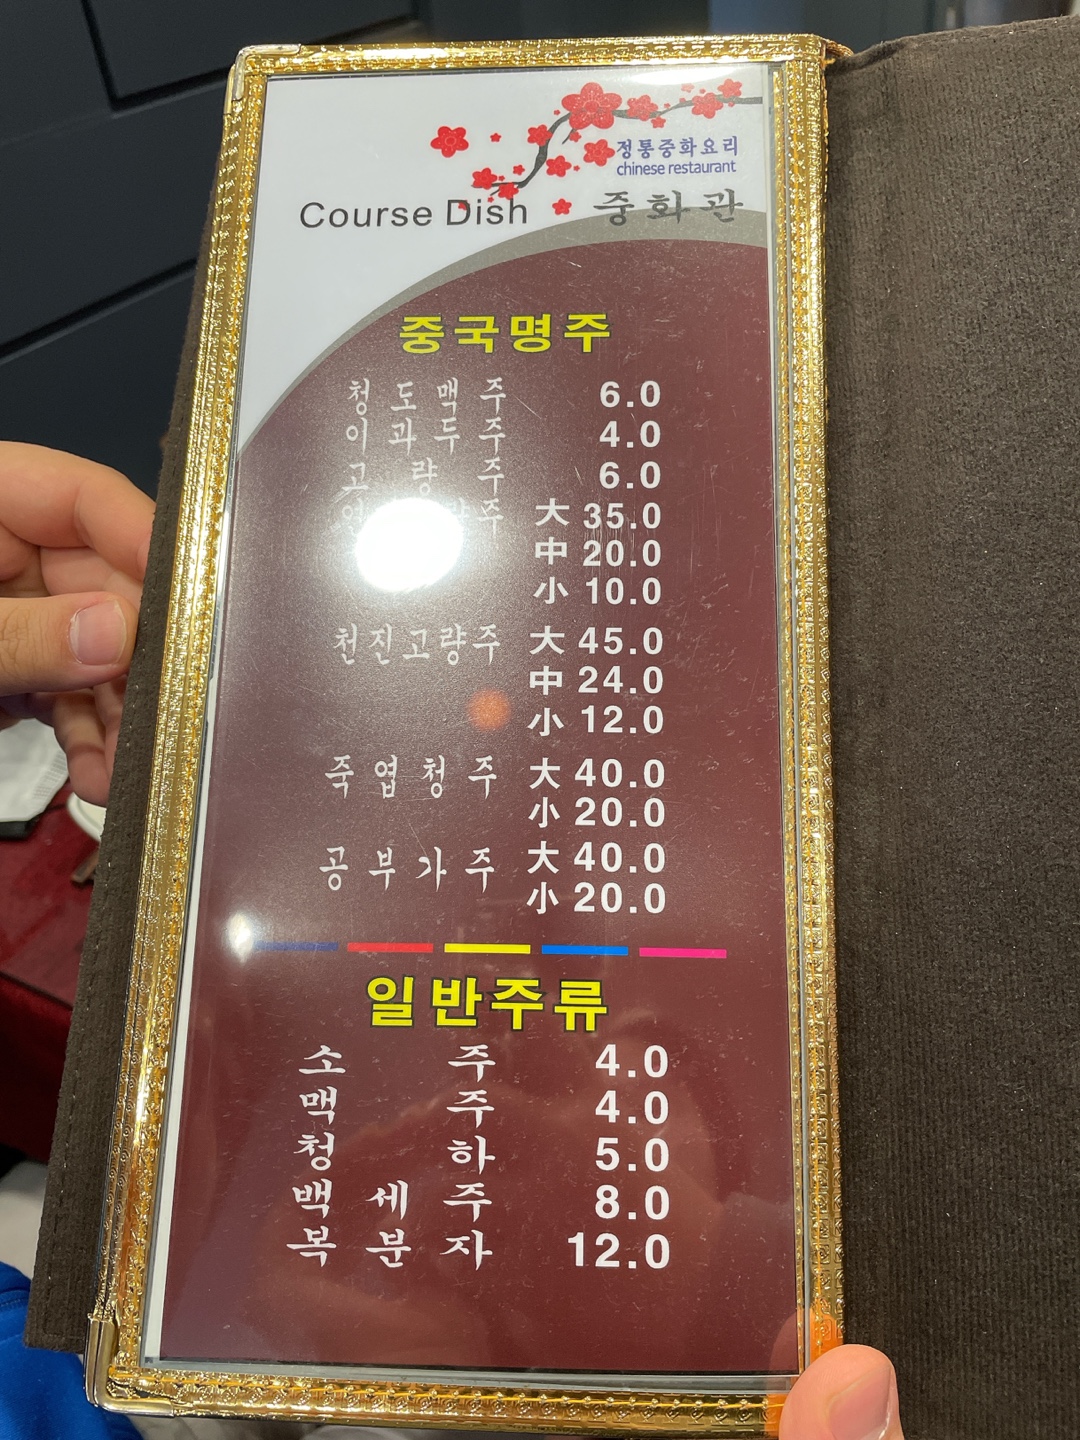 정통중화요리
chinese restaurant
Course Dish 중화관
중국명주
청도맥주 6.0
이과두주 4.0
고량주 6.0
大 35.0
中 20.0
小 10.0
천진고량주 大 45.0
中 24.0
小 12.0
죽엽청주 大 40.0
小 20.0
공부가주 大 40.0
小 20.0
일반주류
소주 4.0
맥주 4.0
청하 5.0
백세주 8.0
복분자 12.0